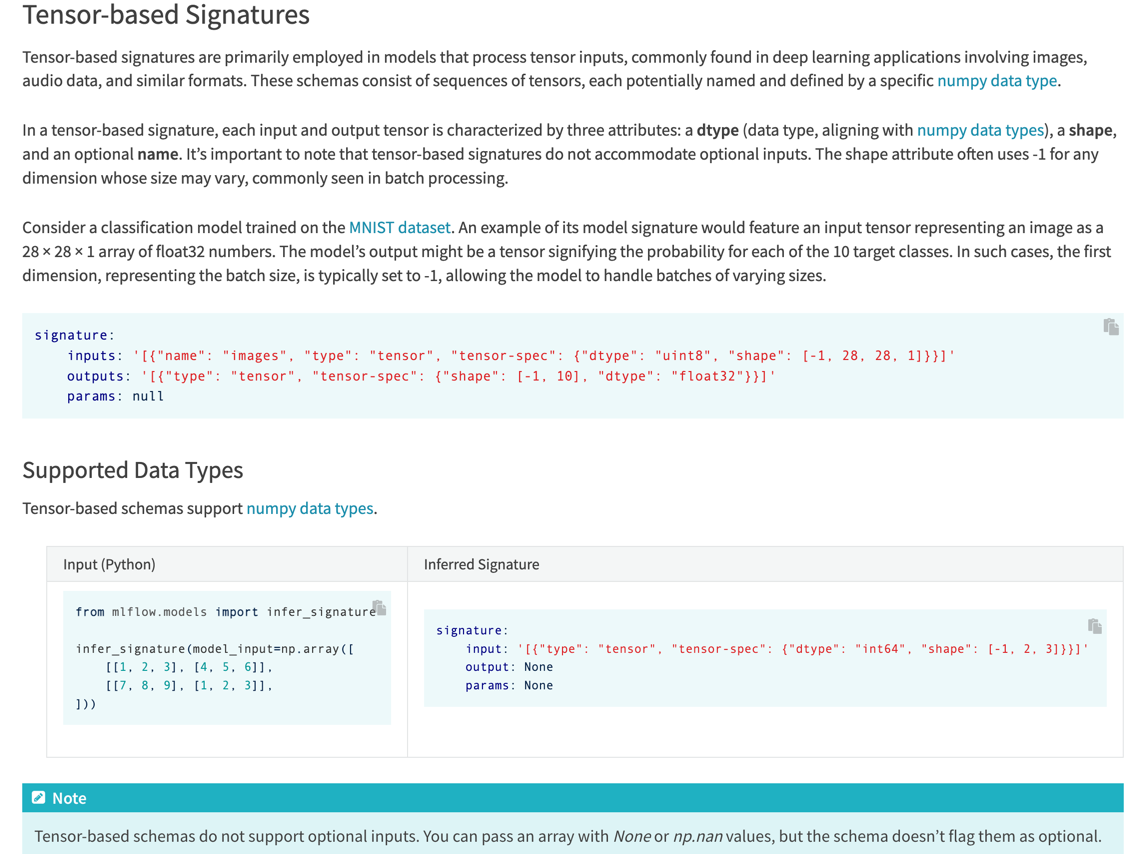 Tensor-based Signatures
Tensor-based signatures are primarily employed in models that process tensor inputs, commonly found in deep learning applications involving images,
audio data, and similar formats. These schemas consist of sequences of tensors, each potentially named and defined by a specific numpy data type.
In a tensor-based signature, each input and output tensor is characterized by three attributes: a dtype (data type, aligning with numpy data types), a shape,
and an optional name. It’s important to note that tensor-based signatures do not accommodate optional inputs. The shape attribute often uses -1 for any
dimension whose size may vary, commonly seen in batch processing.
Consider a classification model trained on the MNIST dataset. An example of its model signature would feature an input tensor representing an image as a
28 × 28 × 1 array of float32 numbers. The model’s output might be a tensor signifying the probability for each of the 10 target classes. In such cases, the first
dimension, representing the batch size, is typically set to -1, allowing the model to handle batches of varying sizes.
signature:
    inputs: '[{"name": "images", "type": "tensor", "tensor-spec": {"dtype": "uint8", "shape": [-1, 28, 28, 1]}}]'
    outputs: '[{"type": "tensor", "tensor-spec": {"shape": [-1, 10], "dtype": "float32"}}]'
    params: null
Supported Data Types
Tensor-based schemas support numpy data types.
Input (Python)
from mlflow.models import infer_signature
infer_signature(model_input=np.array([
    [[1, 2, 3], [4, 5, 6]],
    [[7, 8, 9], [1, 2, 3]],
]))
Inferred Signature
signature:
    input: '[{"type": "tensor", "tensor-spec": {"dtype": "int64", "shape": [-1, 2, 3]}}]'
    output: None
    params: None
Note
Tensor-based schemas do not support optional inputs. You can pass an array with None or np.nan values, but the schema doesn’t flag them as optional.